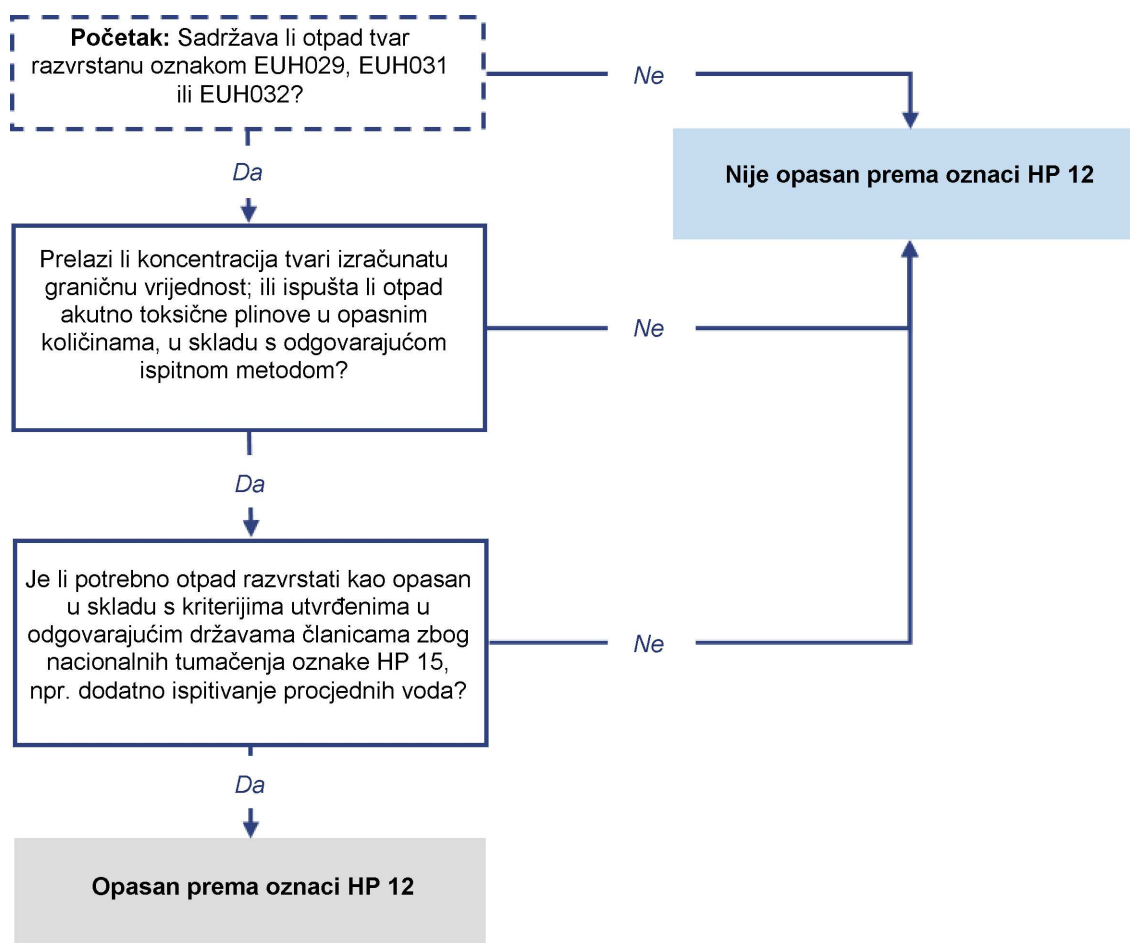 Početak: Sadržava li otpad tvar
razvrstanu oznakom EUH029, EUH031
ili EUH032?
Ne
Nije opasan prema oznaci HP 12
Da
Prelazi li koncentracija tvari izračunatu
graničnu vrijednost; ili ispušta li otpad
akutno toksične plinove u opasnim
količinama, u skladu s odgovarajućom
ispitnom metodom?
Ne
Da
Je li potrebno otpad razvrstati kao opasan
u skladu s kriterijima utvrđenima u
odgovarajućim državama članicama zbog
nacionalnih tumačenja oznake HP 15,
npr. dodatno ispitivanje procjednih voda?
Ne
Da
Opasan prema oznaci HP 12